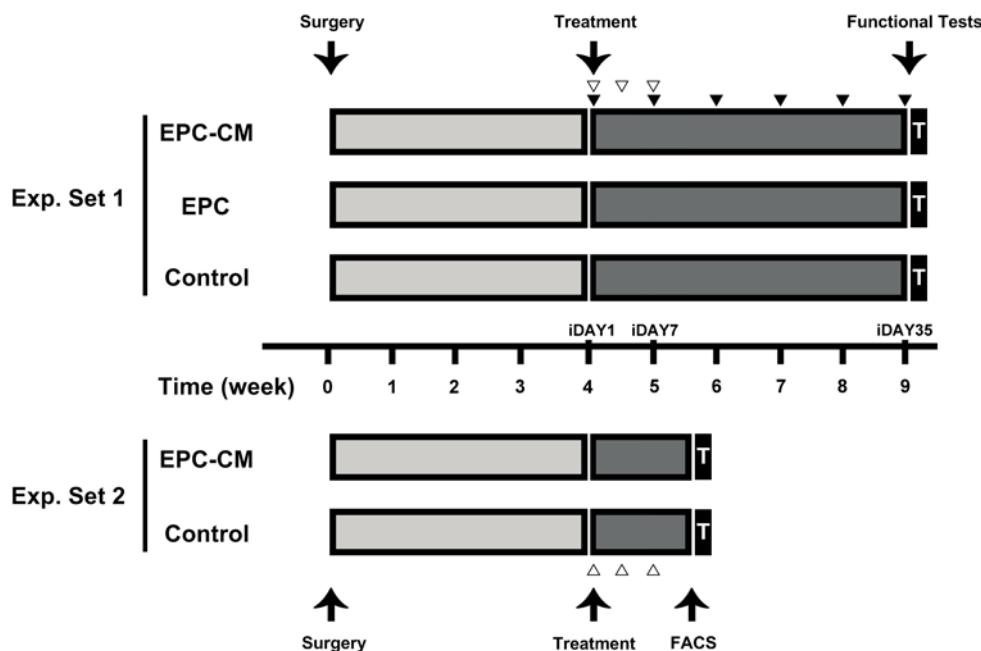 Surgery Treatment Functional Tests
EPC-CM T
Exp. Set 1 EPC T
Control T
iDAY1 iDAY7 iDAY35
Time (week) 0 1 2 3 4 5 6 7 8 9
EPC-CM T
Exp. Set 2
Control T
Surgery Treatment FACS